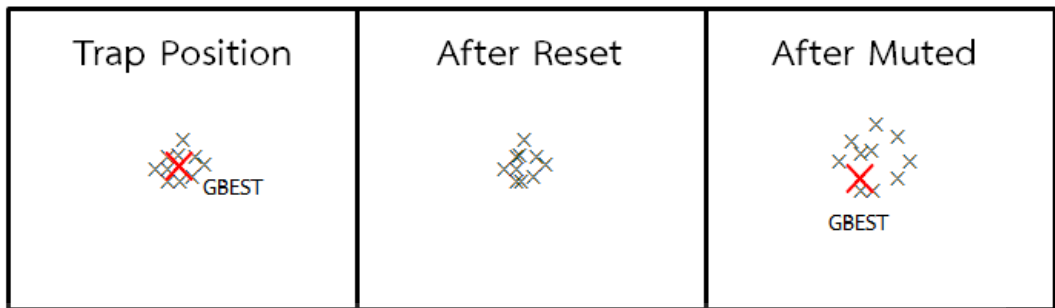 Trap Position
GBEST
After Reset
After Muted
GBEST